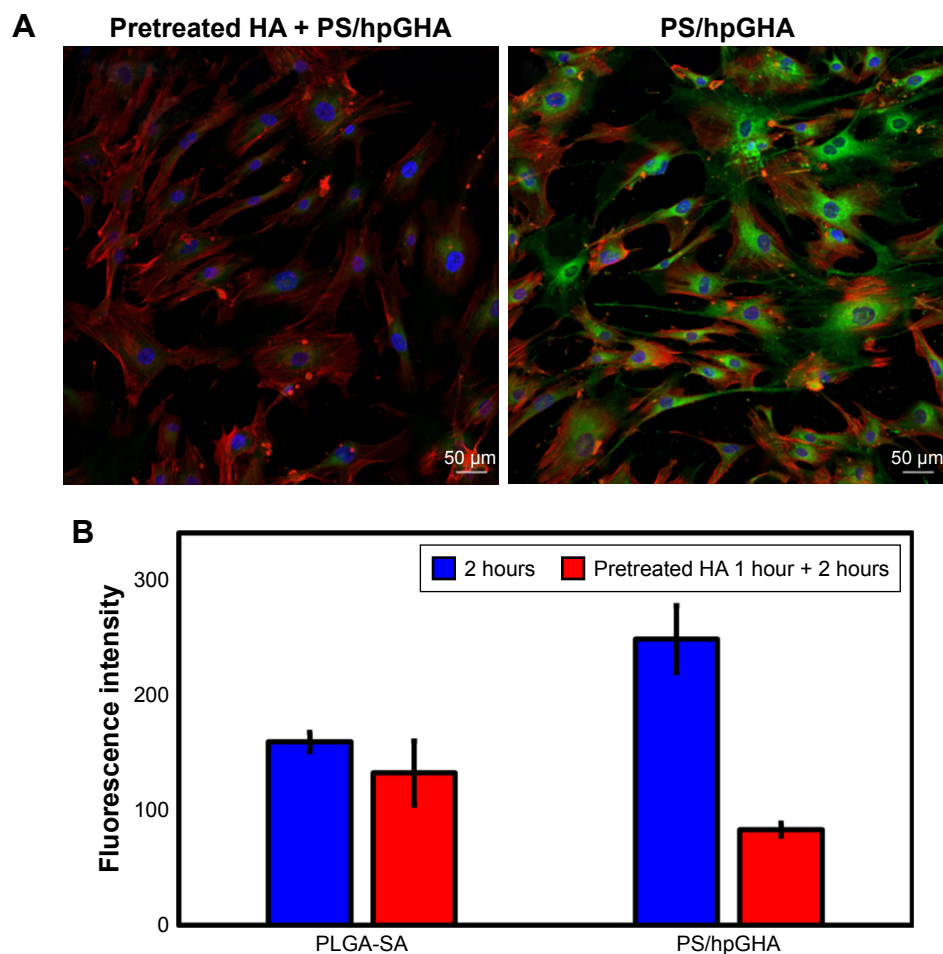 A
Pretreated HA + PS/hpGHA
PS/hpGHA
50 µm
50 µm
B
2 hours
Pretreated HA 1 hour + 2 hours
Fluorescence intensity
300
200
100
0
PLGA-SA
PS/hpGHA